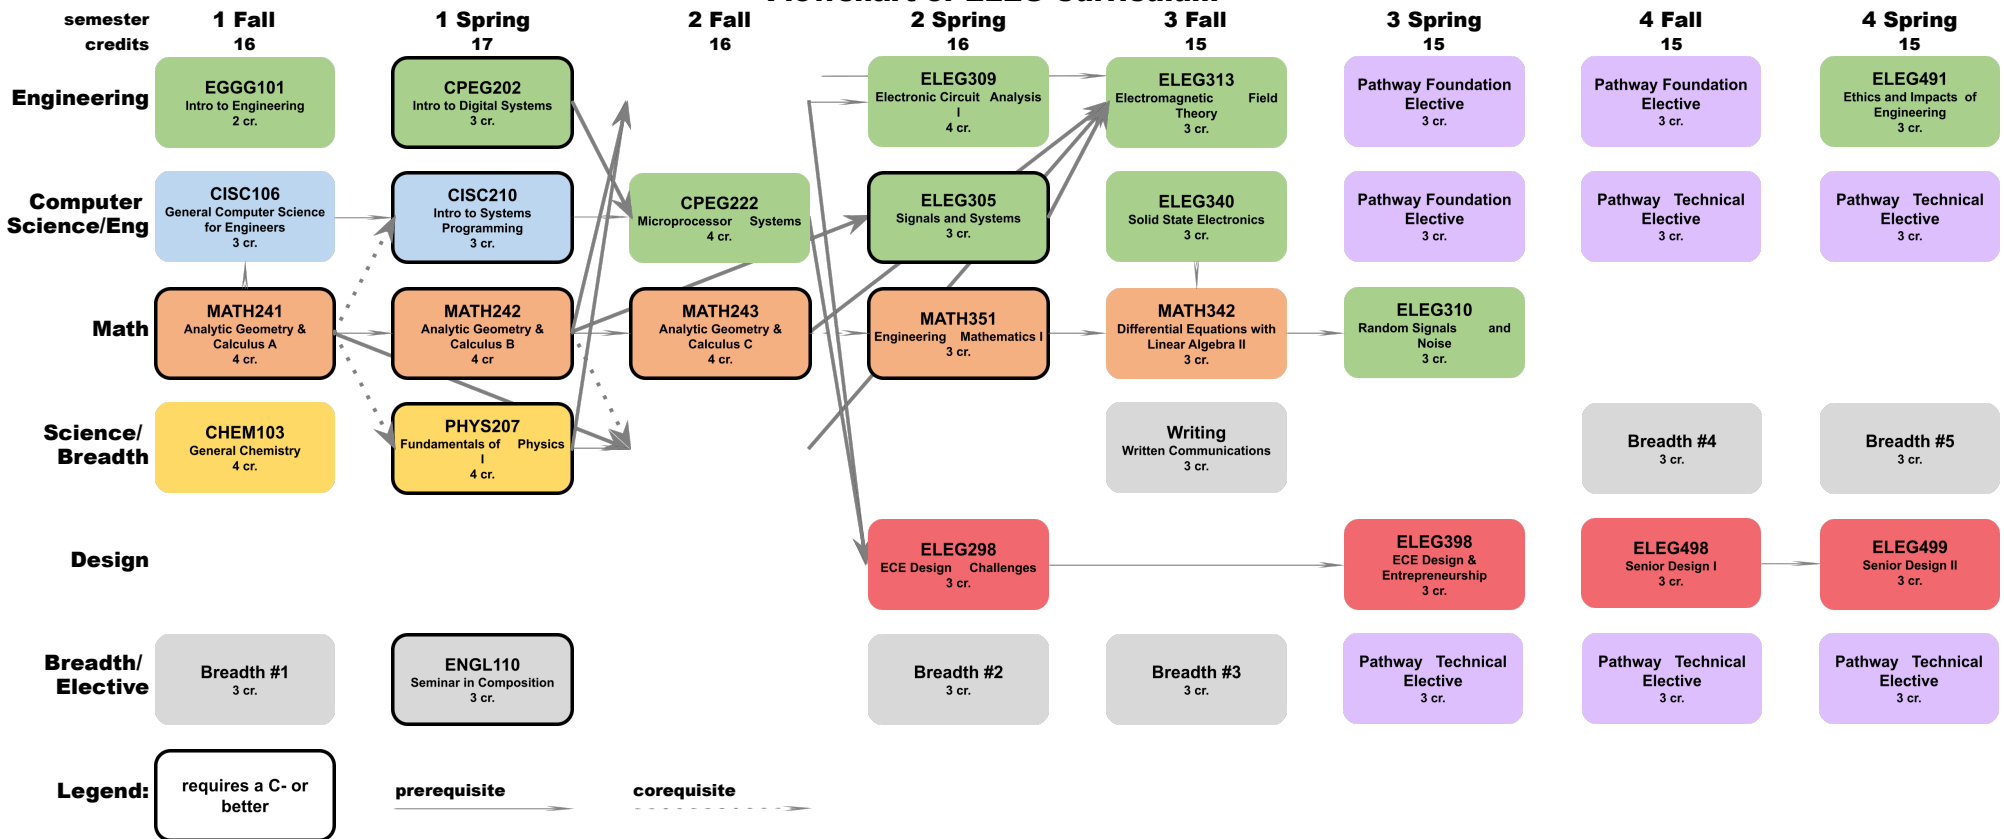 Flowchart of ELEG Curriculum
semester 1 Fall 1 Spring 2 Fall 2 Spring 3 Fall 3 Spring 4 Fall 4 Spring
credits 16 17 16 16 15 15 15 15
Engineering
EGGG101
Intro to Engineering
2 cr.
CPEG202
Intro to Digital Systems
3 cr.
ELEG309
Electronic Circuit Analysis
I
4 cr.
ELEG313
Electromagnetic Field
Theory
3 cr.
Pathway Foundation
Elective
3 cr.
Pathway Foundation
Elective
3 cr.
ELEG491
Ethics and Impacts of
Engineering
3 cr.
Computer
Science/Eng
CISC106
General Computer Science
for Engineers
3 cr.
CISC210
Intro to Systems
Programming
3 cr.
CPEG222
Microprocessor Systems
4 cr.
ELEG305
Signals and Systems
3 cr.
ELEG340
Solid State Electronics
3 cr.
Pathway Foundation
Elective
3 cr.
Pathway Technical
Elective
3 cr.
Pathway Technical
Elective
3 cr.
Math
MATH241
Analytic Geometry &
Calculus A
4 cr.
MATH242
Analytic Geometry &
Calculus B
4 cr
MATH243
Analytic Geometry &
Calculus C
4 cr.
MATH351
Engineering Mathematics I
3 cr.
MATH342
Differential Equations with
Linear Algebra II
3 cr.
ELEG310
Random Signals and
Noise
3 cr.
Science/
Breadth
CHEM103
General Chemistry
4 cr.
PHYS207
Fundamentals of Physics
I
4 cr.
Writing
Written Communications
3 cr.
Breadth #4
3 cr.
Breadth #5
3 cr.
Design
ELEG298
ECE Design Challenges
3 cr.
ELEG398
ECE Design &
Entrepreneurship
3 cr.
ELEG498
Senior Design I
3 cr.
ELEG499
Senior Design II
3 cr.
Breadth/
Elective
Breadth #1
3 cr.
ENGL110
Seminar in Composition
3 cr.
Breadth #2
3 cr.
Breadth #3
3 cr.
Pathway Technical
Elective
3 cr.
Pathway Technical
Elective
3 cr.
Pathway Technical
Elective
3 cr.
Legend:
requires a C- or
better
prerequisite
corequisite